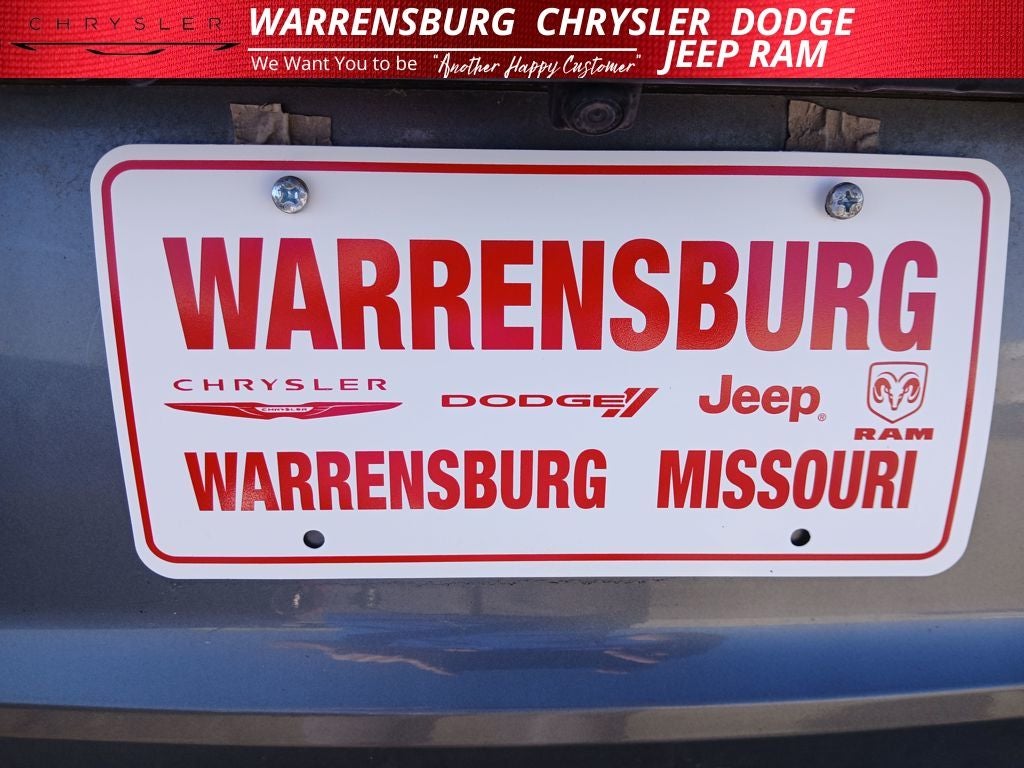 CHRYSLER
WARRENSBURG CHRYSLER DODGE
JEEP RAM
We Want You to be "Another Happy Customer"
WARRENSBURG
CHRYSLER
CHRYSLER
DODGE
Jeep®
RAM
WARRENSBURG MISSOURI